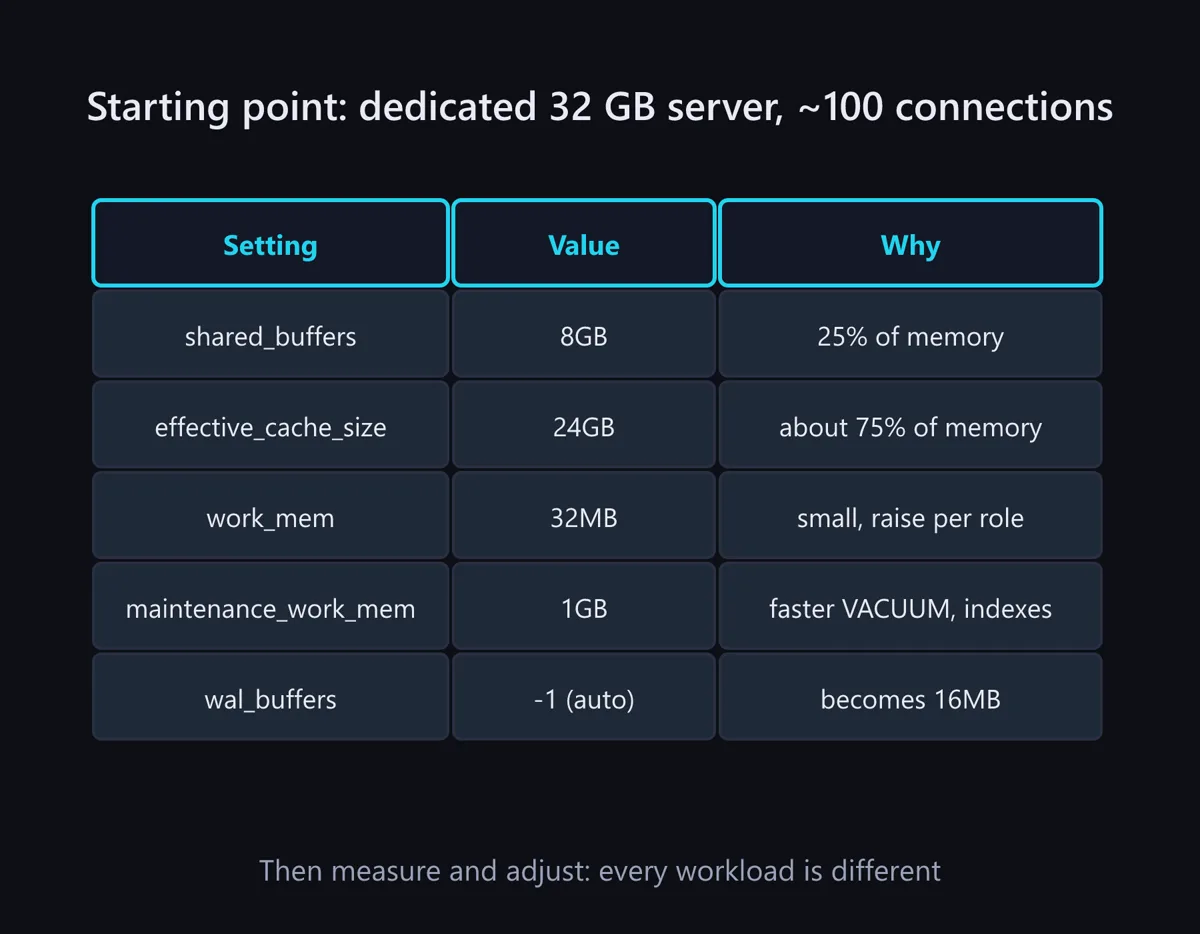 Starting point: dedicated 32 GB server, ~100 connections
Setting Value Why
shared_buffers 8GB 25% of memory
effective_cache_size 24GB about 75% of memory
work_mem 32MB small, raise per role
maintenance_work_mem 1GB faster VACUUM, indexes
wal_buffers -1 (auto) becomes 16MB
Then measure and adjust: every workload is different